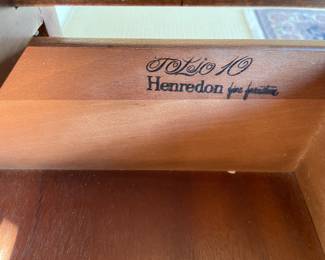 Folio 10
Henredon fine furniture